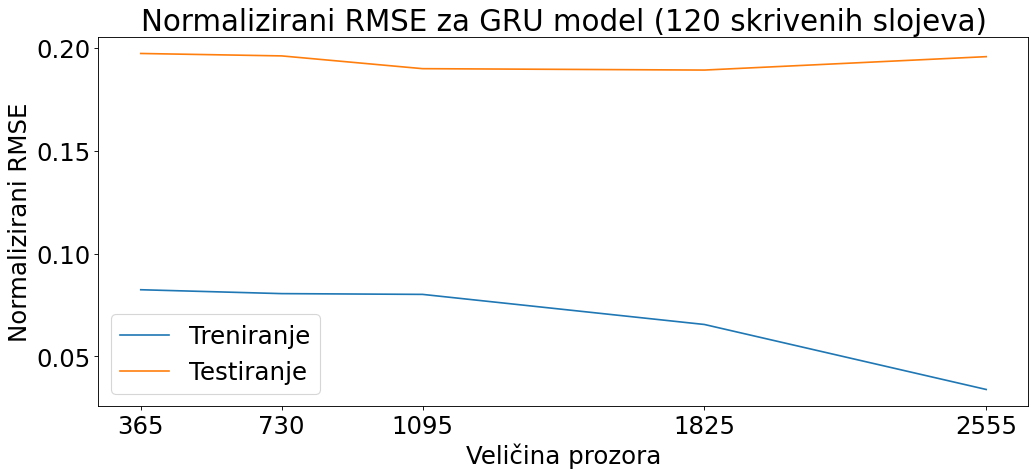 Normalizirani RMSE za GRU model (120 skrivenih slojeva)
Normalizirani RMSE
0.20
0.15
0.10
0.05
Treniranje
Testiranje
365 730 1095 1825 2555
Veličina prozora